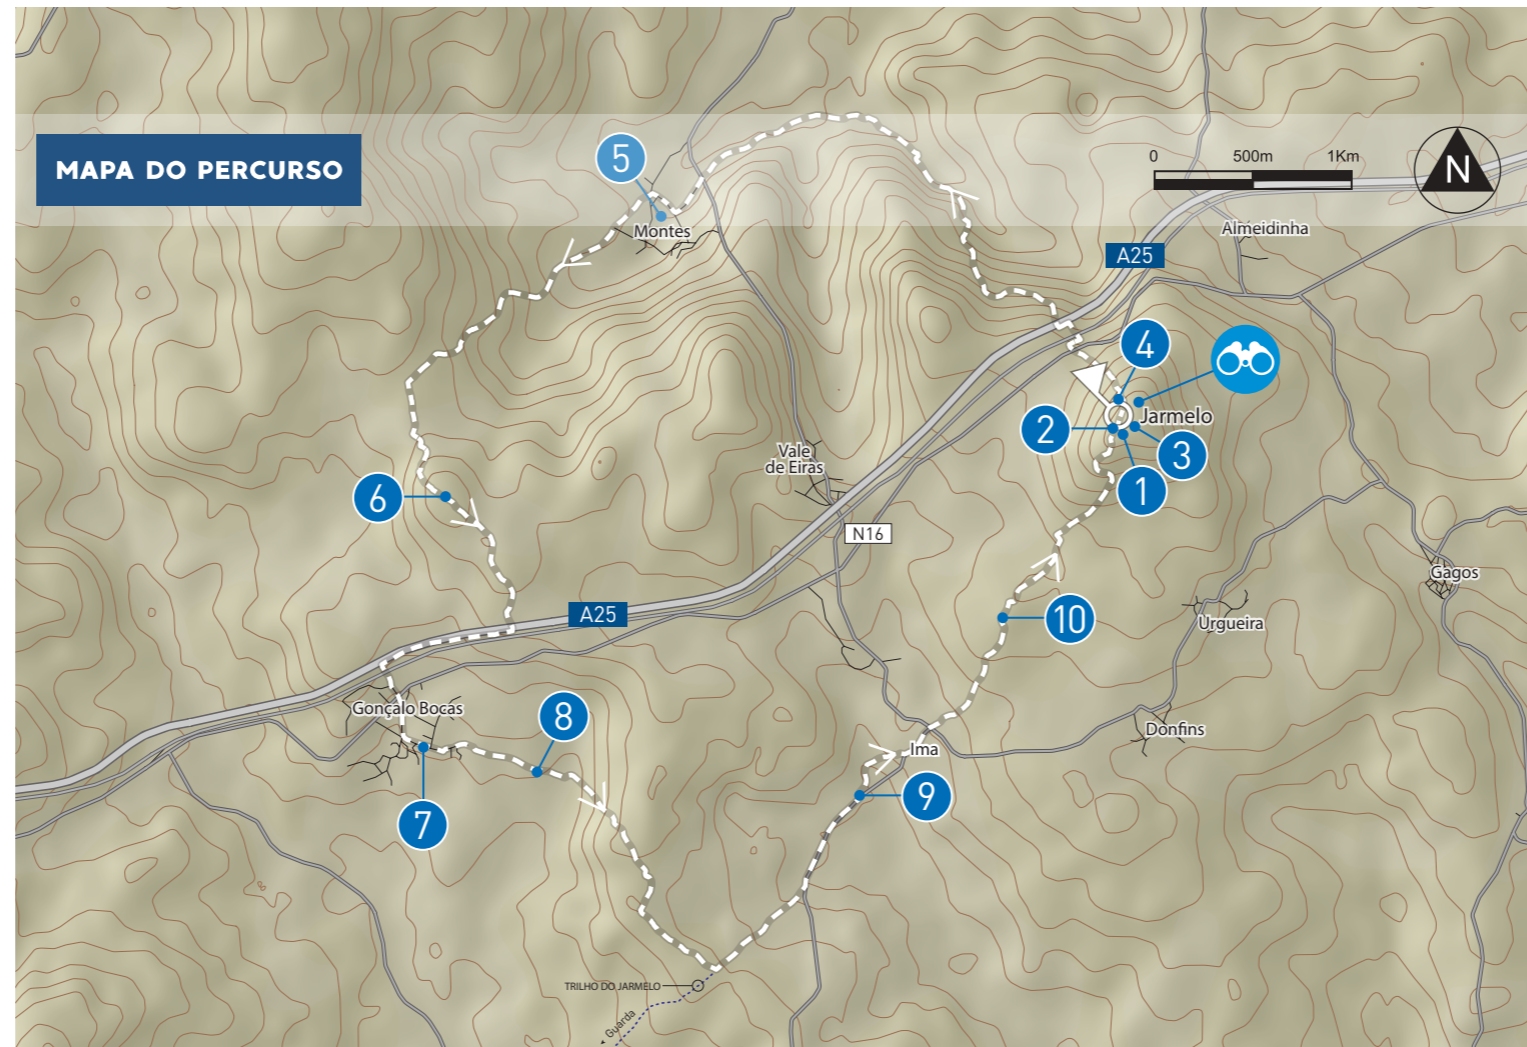 MAPA DO PERCURSO
5
0 500m 1Km
N
Montes
Almeidinha
A25
4
Jarmelo
2
3
1
Vale
de Eiras
6
N16
Gagos
A25
Urgueira
10
Gonçalo Bocas
8
Donfins
Ima
9
7
TRILHO DO JARMELO
Guarda